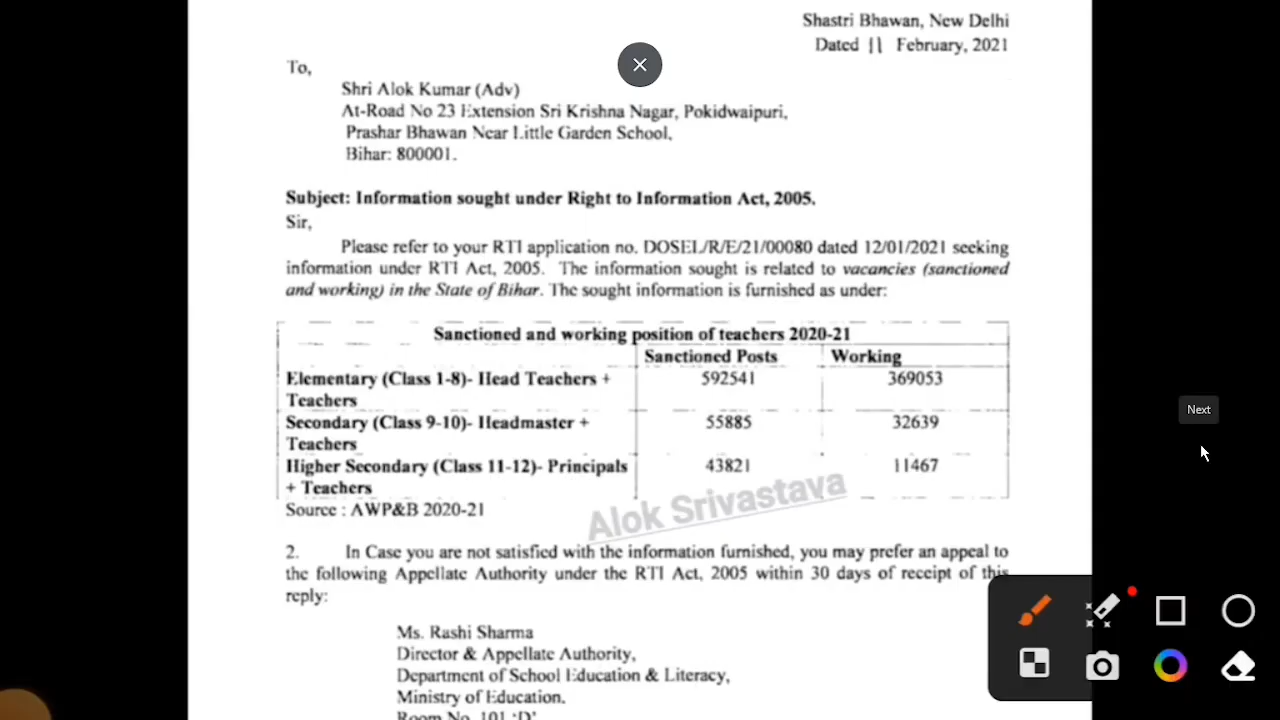 Shastri Bhawan, New Delhi
Dated 11 February, 2021
To,
Shri Alok Kumar (Adv)
At-Road No 23 Extension Sri Krishna Nagar, Pokidwaipuri,
Prashar Bhawan Near Little Garden School,
Bihar: 800001.
Subject: Information sought under Right to Information Act, 2005.
Sir,
Please refer to your RTI application no. DOSEL/R/E/21/00080 dated 12/01/2021 seeking
information under RTI Act, 2005. The information sought is related to vacancies (sanctioned
and working) in the State of Bihar. The sought information is furnished as under:
Sanctioned and working position of teachers 2020-21
Sanctioned Posts Working
Elementary (Class 1-8)- Head Teachers + 592541 369053
Teachers
Secondary (Class 9-10)- Headmaster + 55885 32639
Teachers
Higher Secondary (Class 11-12)- Principals 43821 11467
+ Teachers
Source : AWP&B 2020-21
Alok Srivastava
2. In Case you are not satisfied with the information furnished, you may prefer an appeal to
the following Appellate Authority under the RTI Act, 2005 within 30 days of receipt of this
reply:
Ms. Rashi Sharma
Director & Appellate Authority,
Department of School Education & Literacy,
Ministry of Education,
Room No. 101 'D'
Next